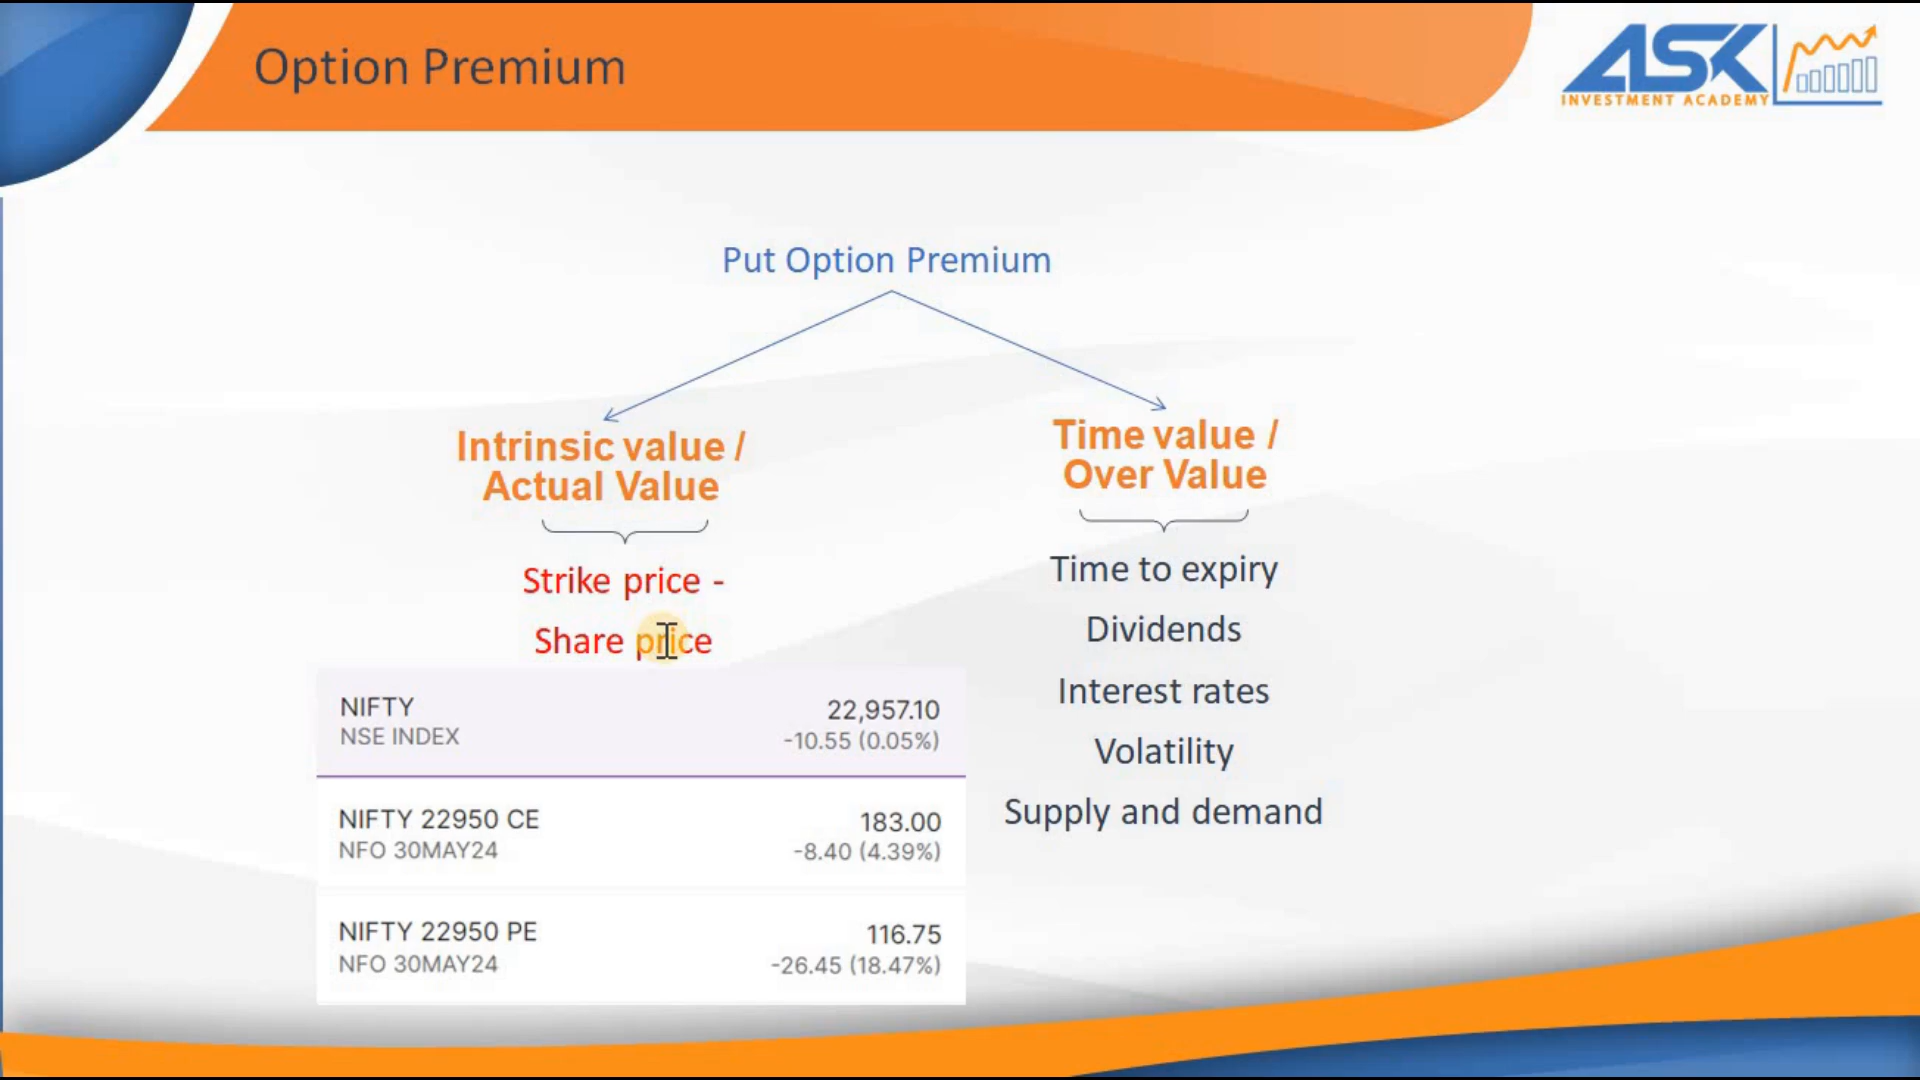 Option Premium
ASK
INVESTMENT ACADEMY
Put Option Premium
Intrinsic value /
Actual Value
Strike price -
Share price
Time value /
Over Value
Time to expiry
Dividends
Interest rates
Volatility
Supply and demand
NIFTY 22,957.10
NSE INDEX -10.55 (0.05%)
NIFTY 22950 CE 183.00
NFO 30MAY24 -8.40 (4.39%)
NIFTY 22950 PE 116.75
NFO 30MAY24 -26.45 (18.47%)